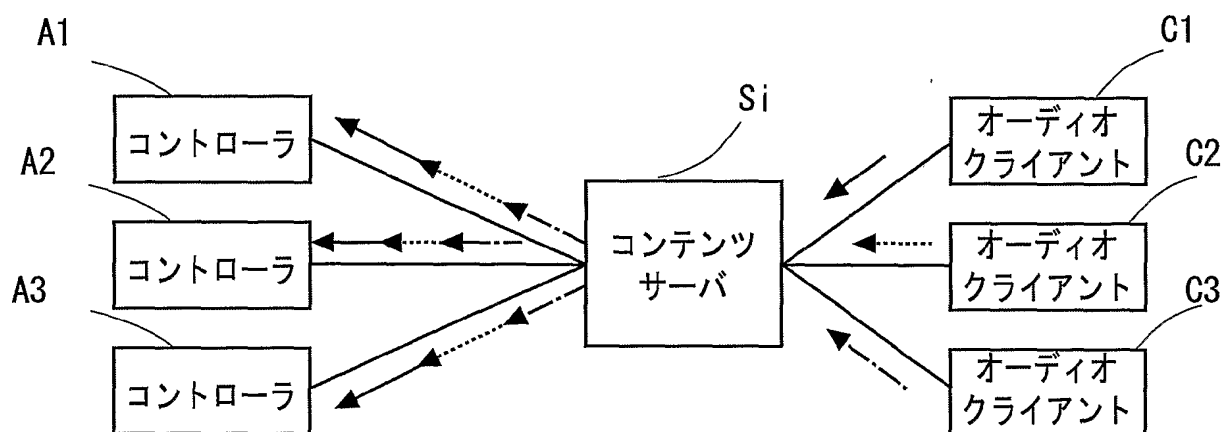 A1
コントローラ
A2
コントローラ
A3
コントローラ
Si
コンテンツ
サーバ
C1
オーディオ
クライアント
C2
オーディオ
クライアント
C3
オーディオ
クライアント